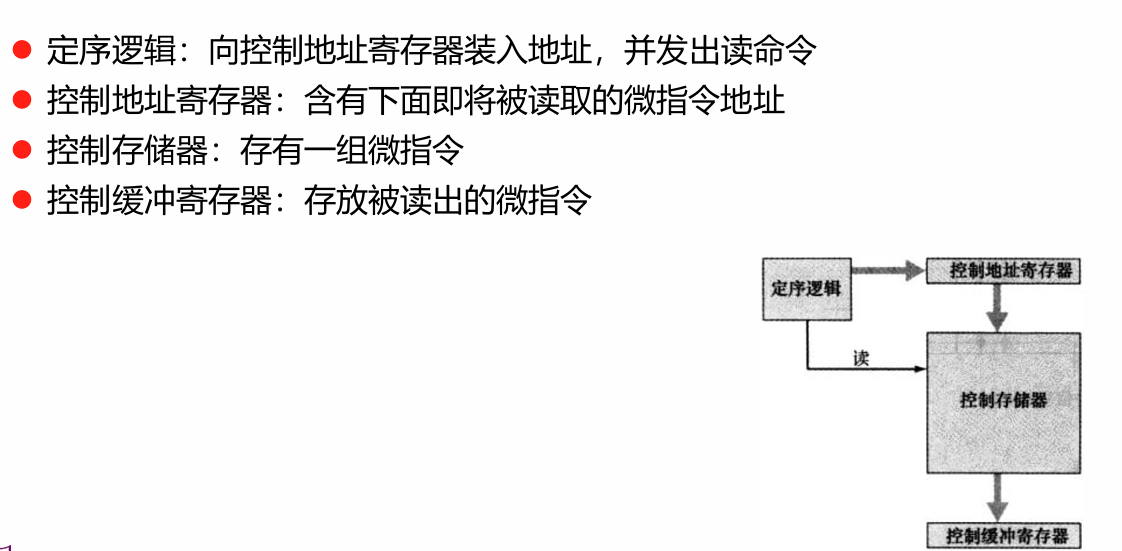 定序逻辑：向控制地址寄存器装入地址，并发出读命令
控制地址寄存器：含有下面即将被读取的微指令地址
控制存储器：存有一组微指令
控制缓冲寄存器：存放被读出的微指令
定序逻辑
控制地址寄存器
读
控制存储器
控制缓冲寄存器